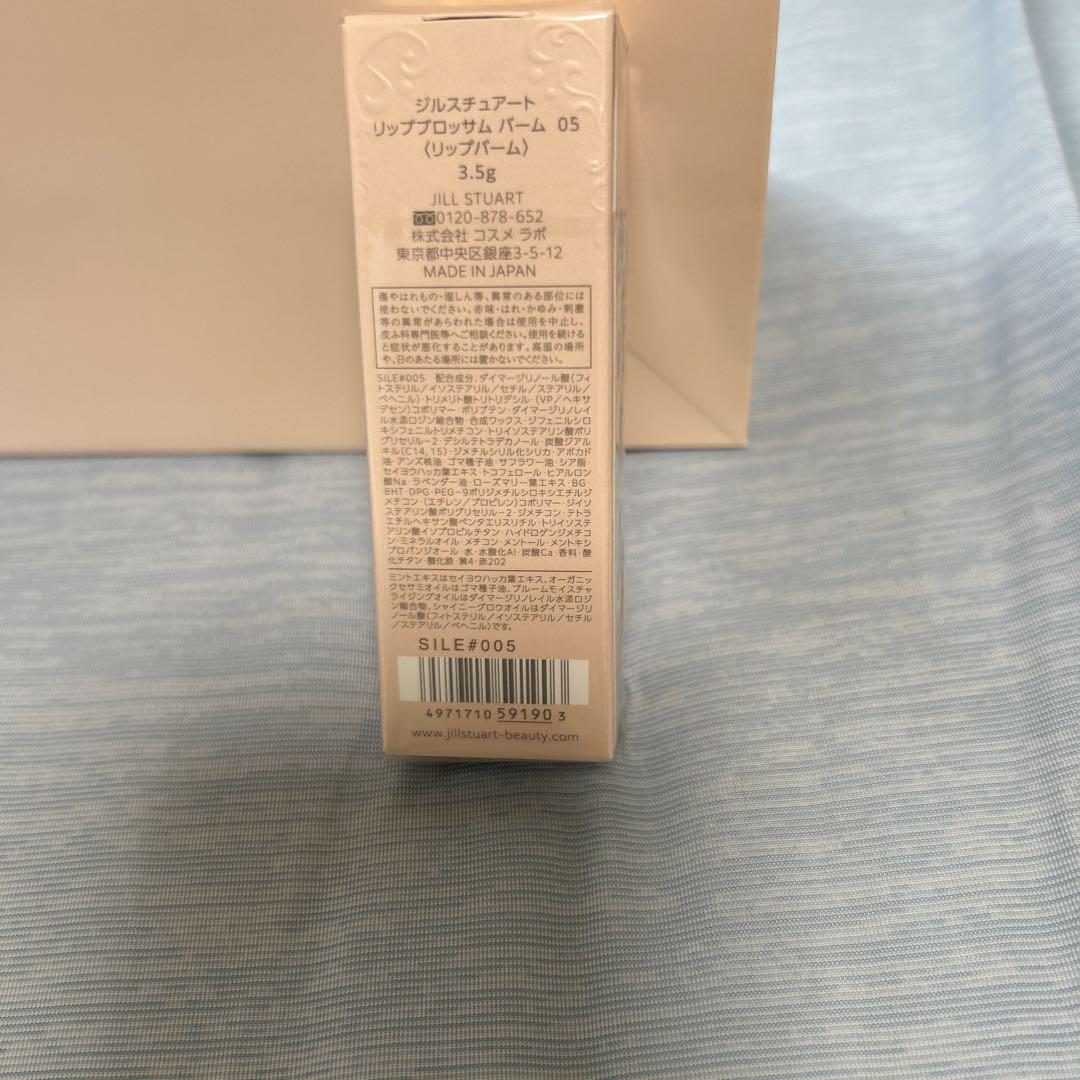 ジルスチュアート
リップブロッサム バーム 05
〈リップバーム〉
3.5g
JILL STUART
0120-878-652
株式会社 コスメ ラボ
東京都中央区銀座3-5-12
MADE IN JAPAN
傷やはれもの・湿しん等、異常のある部位には
使わないでください。赤味・はれ・かゆみ・刺激
等の異常があらわれた場合は使用を中止し、
皮ふ科専門医等へご相談ください。使用を続ける
と症状が悪化することがあります。高温の場所
や、日のあたる場所には置かないでください。
SILE#005 配合成分:ダイマージリノール酸(フィ
トステリル/イソステアリル/セチル/ステアリル/
ベヘニル)・トリメリト酸トリトリデシル・(VP/ヘキサ
デセン)コポリマー・ポリブテン・ダイマージリノレイ
ル水添ロジン縮合物・合成ワックス・ジフェニルシロ
キシフェニルトリメチコン・トリイソステアリン酸ポリ
グリセリル-2・デシルテトラデカノール・炭酸ジアル
キル(C14,15)・ジメチルシリル化シリカ・アボカド
油・アンズ核油・ゴマ種子油・サフラワー油・シア脂・
セイヨウハッカ葉エキス・トコフェロール・ヒアルロン
酸Na・ラベンダー油・ローズマリー葉エキス・BG・
BHT・DPG・PEG-9ポリジメチルシロキシエチルジ
メチコン・(エチレン/プロピレン)コポリマー・ジイソ
ステアリン酸ポリグリセリル-2・ジメチコン・テトラ
エチルヘキサン酸ペンタエリスリチル・トリイソステ
アリン酸イソプロピルチタン・ハイドロゲンジメチコ
ン・ミネラルオイル・メチコン・メントール・メントキシ
プロパンジオール・水・水酸化Al・炭酸Ca・香料・酸
化チタン・酸化鉄・黄4・赤202
ミントエキスはセイヨウハッカ葉エキス、オーガニッ
クセサミオイルはゴマ種子油、ブルームモイスチャ
ライジングオイルはダイマージリノレイル水添ロジ
ン縮合物、シャイニーグロウオイルはダイマージリ
ノール酸(フィトステリル/イソステアリル/セチル
/ステアリル/ベヘニル)です。
SILE#005
4971710 59190 3
www.jillstuart-beauty.com